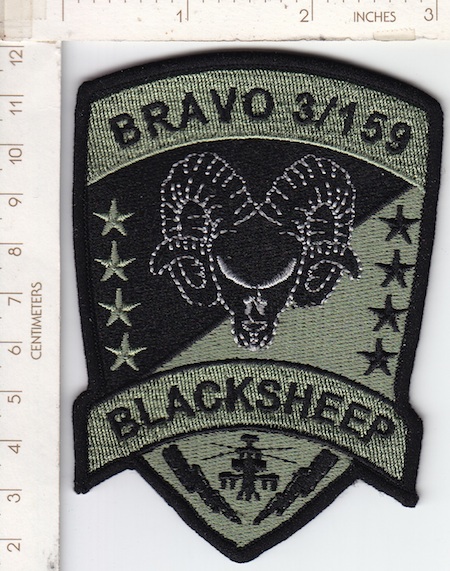 1 2 INCHES 3
12
11
10
9
8
7
6
5
4
3
2
CENTIMETERS
BRAVO 3/159
BLACKSHEEP